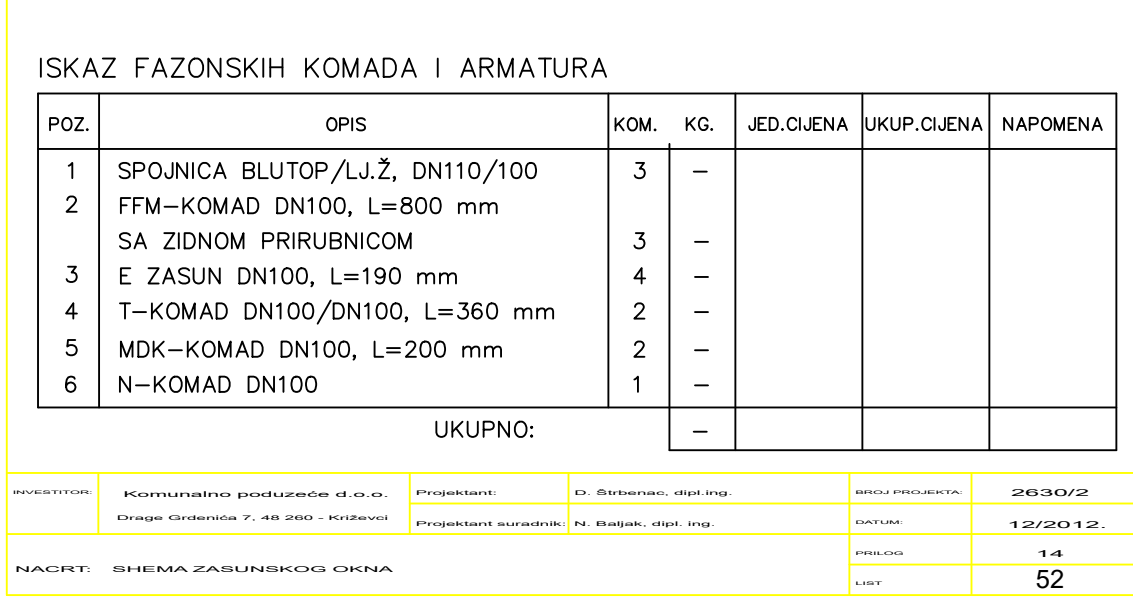 ISKAZ FAZONSKIH KOMADA I ARMATURA
POZ. OPIS KOM. KG. JED.CIJENA UKUP.CIJENA NAPOMENA
1 SPOJNICA BLUTOP/LJ.Ž, DN110/100 3 –
2 FFM–KOMAD DN100, L=800 mm
SA ZIDNOM PRIRUBNICOM 3 –
3 E ZASUN DN100, L=190 mm 4 –
4 T–KOMAD DN100/DN100, L=360 mm 2 –
5 MDK–KOMAD DN100, L=200 mm 2 –
6 N–KOMAD DN100 1 –
UKUPNO: –
INVESTITOR: Komunalno poduzeće d.o.o. Projektant: D. Štrbenac, dipl.ing. BROJ PROJEKTA: 2630/2
Drage Grdenića 7, 48 260 - Križevci Projektant suradnik: N. Baljak, dipl. ing. DATUM: 12/2012.
PRILOG 14
NACRT: SHEMA ZASUNSKOG OKNA
LIST 52